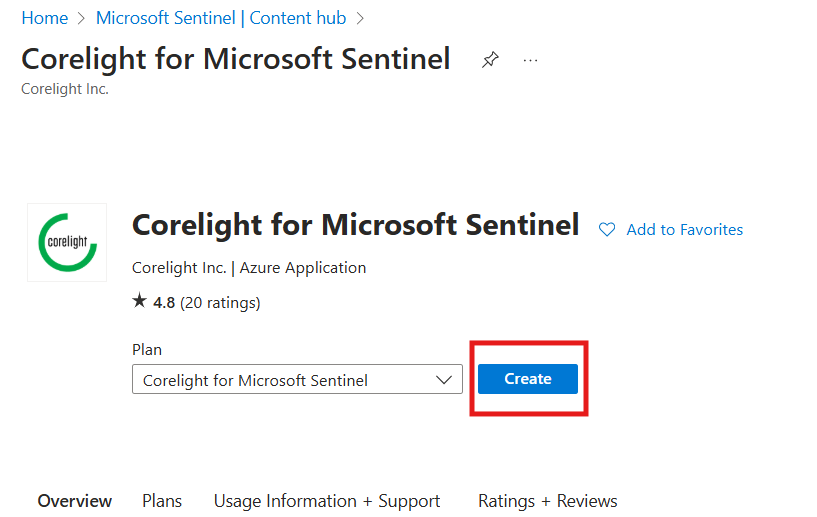 Home > Microsoft Sentinel | Content hub >
Corelight for Microsoft Sentinel ...
Corelight Inc.
corelight
Corelight for Microsoft Sentinel
Add to Favorites
Corelight Inc. | Azure Application
★ 4.8 (20 ratings)
Plan
Corelight for Microsoft Sentinel
Create
Overview Plans Usage Information + Support Ratings + Reviews